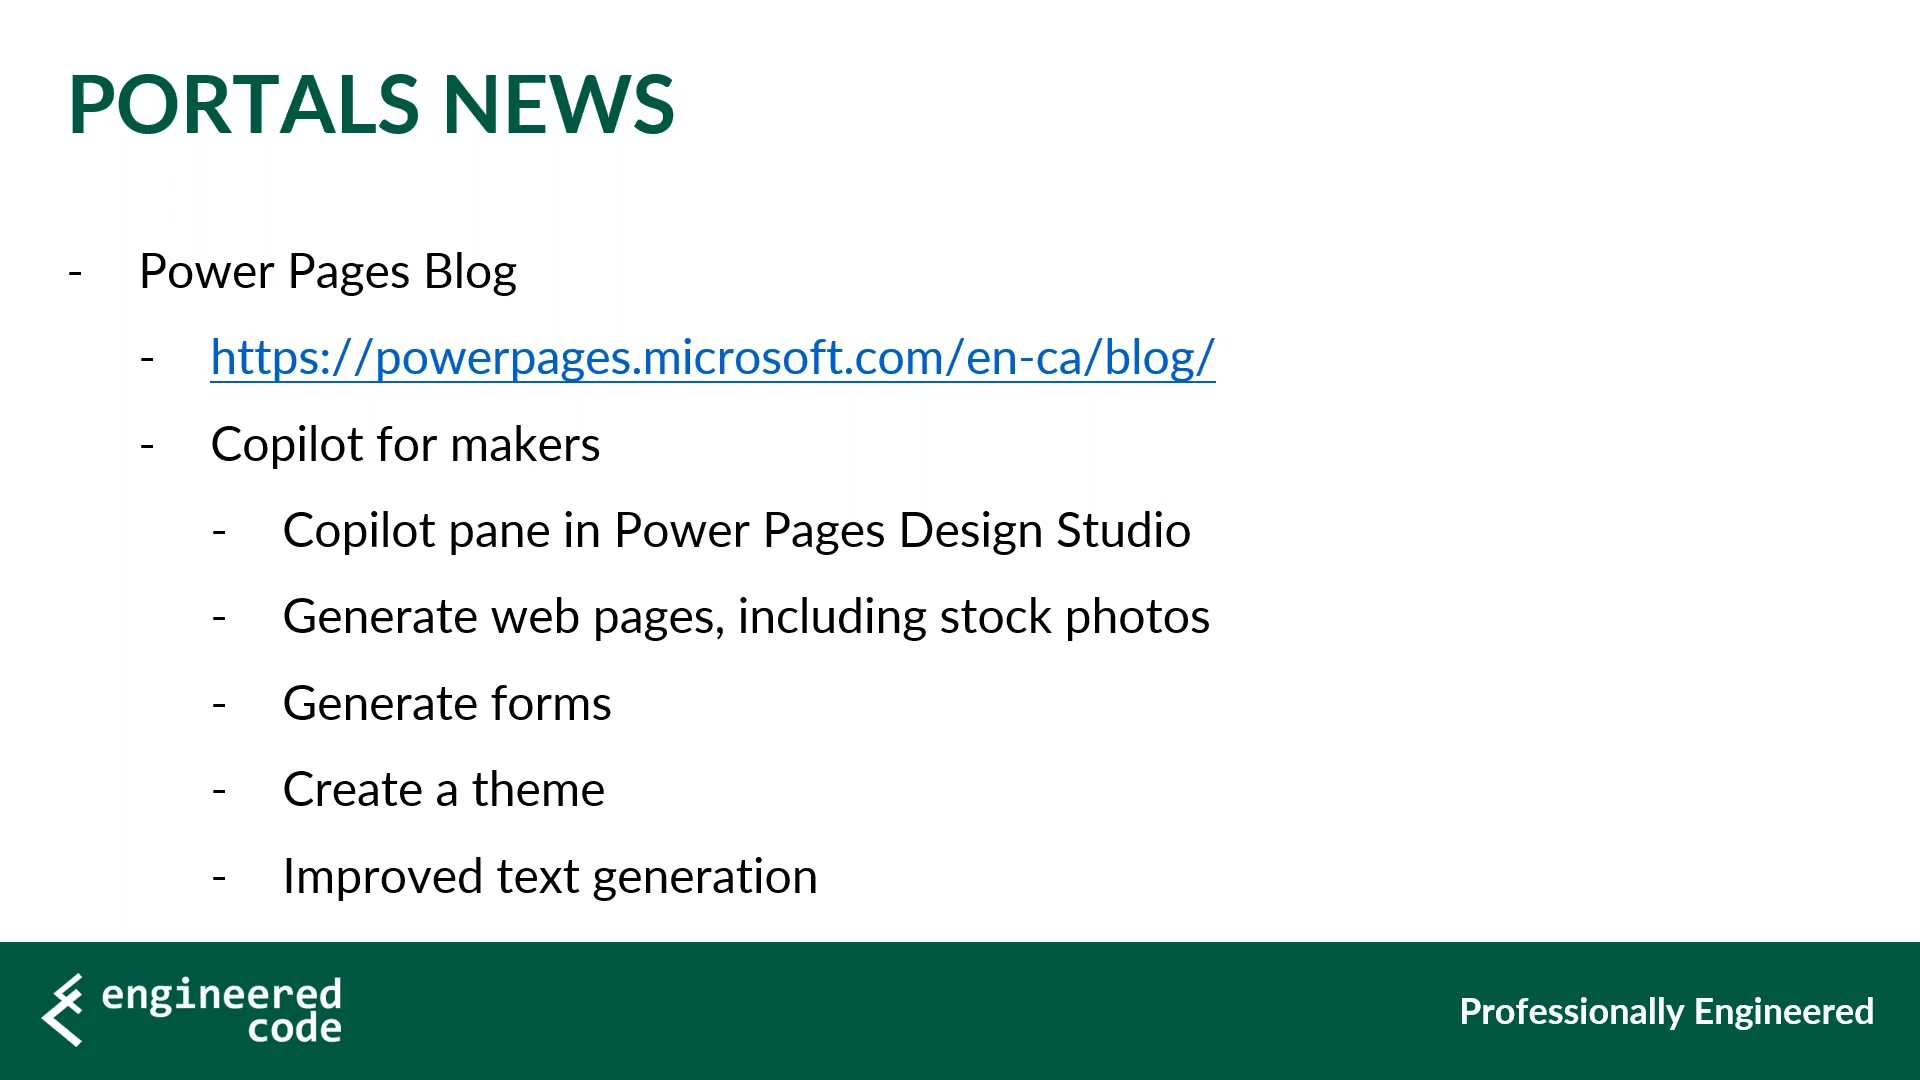 PORTALS NEWS
- Power Pages Blog
- https://powerpages.microsoft.com/en-ca/blog/
- Copilot for makers
- Copilot pane in Power Pages Design Studio
- Generate web pages, including stock photos
- Generate forms
- Create a theme
- Improved text generation
engineered
code
Professionally Engineered